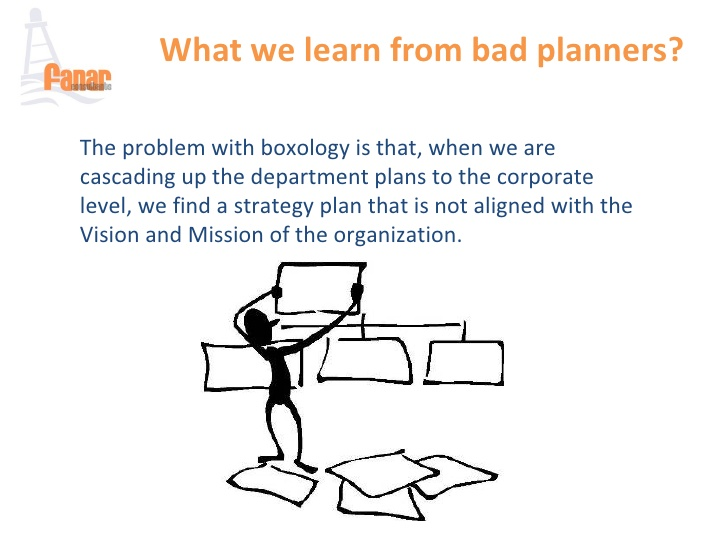 What we learn from bad planners?
fanar
The problem with boxology is that, when we are
cascading up the department plans to the corporate
level, we find a strategy plan that is not aligned with the
Vision and Mission of the organization.